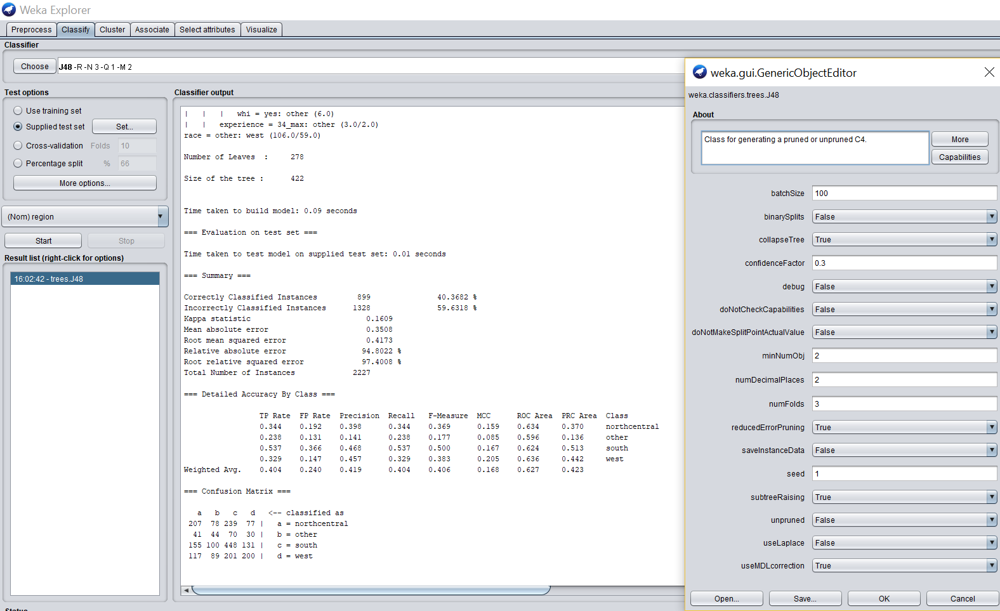 Weka Explorer
Preprocess Classify Cluster Associate Select attributes Visualize
Classifier
Choose J48 -R -N 3 -Q 1 -M 2
Test options
Use training set
Supplied test set Set...
Cross-validation Folds 10
Percentage split % 66
More options...
(Nom) region
Start Stop
Result list (right-click for options)
16:02:42 - trees.J48
Status
Classifier output
| | | whi = yes: other (6.0)
| | experience = 34_max: other (3.0/2.0)
race = other: west (106.0/59.0)
Number of Leaves : 278
Size of the tree : 422
Time taken to build model: 0.09 seconds
=== Evaluation on test set ===
Time taken to test model on supplied test set: 0.01 seconds
=== Summary ===
Correctly Classified Instances 899 40.3682 %
Incorrectly Classified Instances 1328 59.6318 %
Kappa statistic 0.1609
Mean absolute error 0.3508
Root mean squared error 0.4173
Relative absolute error 94.8022 %
Root relative squared error 97.4008 %
Total Number of Instances 2227
=== Detailed Accuracy By Class ===
TP Rate FP Rate Precision Recall F-Measure MCC ROC Area PRC Area Class
0.344 0.192 0.398 0.344 0.369 0.159 0.634 0.370 northcentral
0.238 0.131 0.141 0.238 0.177 0.085 0.596 0.136 other
0.537 0.366 0.468 0.537 0.500 0.167 0.624 0.513 south
0.329 0.147 0.457 0.329 0.383 0.205 0.636 0.442 west
Weighted Avg. 0.404 0.240 0.419 0.404 0.406 0.168 0.627 0.423
=== Confusion Matrix ===
a b c d <-- classified as
207 78 239 77 | a = northcentral
41 44 70 30 | b = other
155 100 448 131 | c = south
117 89 201 200 | d = west
weka.gui.GenericObjectEditor
weka.classifiers.trees.J48
About
Class for generating a pruned or unpruned C4.
More
Capabilities
batchSize 100
binarySplits False
collapseTree True
confidenceFactor 0.3
debug False
doNotCheckCapabilities False
doNotMakeSplitPointActualValue False
minNumObj 2
numDecimalPlaces 2
numFolds 3
reducedErrorPruning True
saveInstanceData False
seed 1
subtreeRaising True
unpruned False
useLaplace False
useMDLcorrection True
Open... Save... OK Cancel